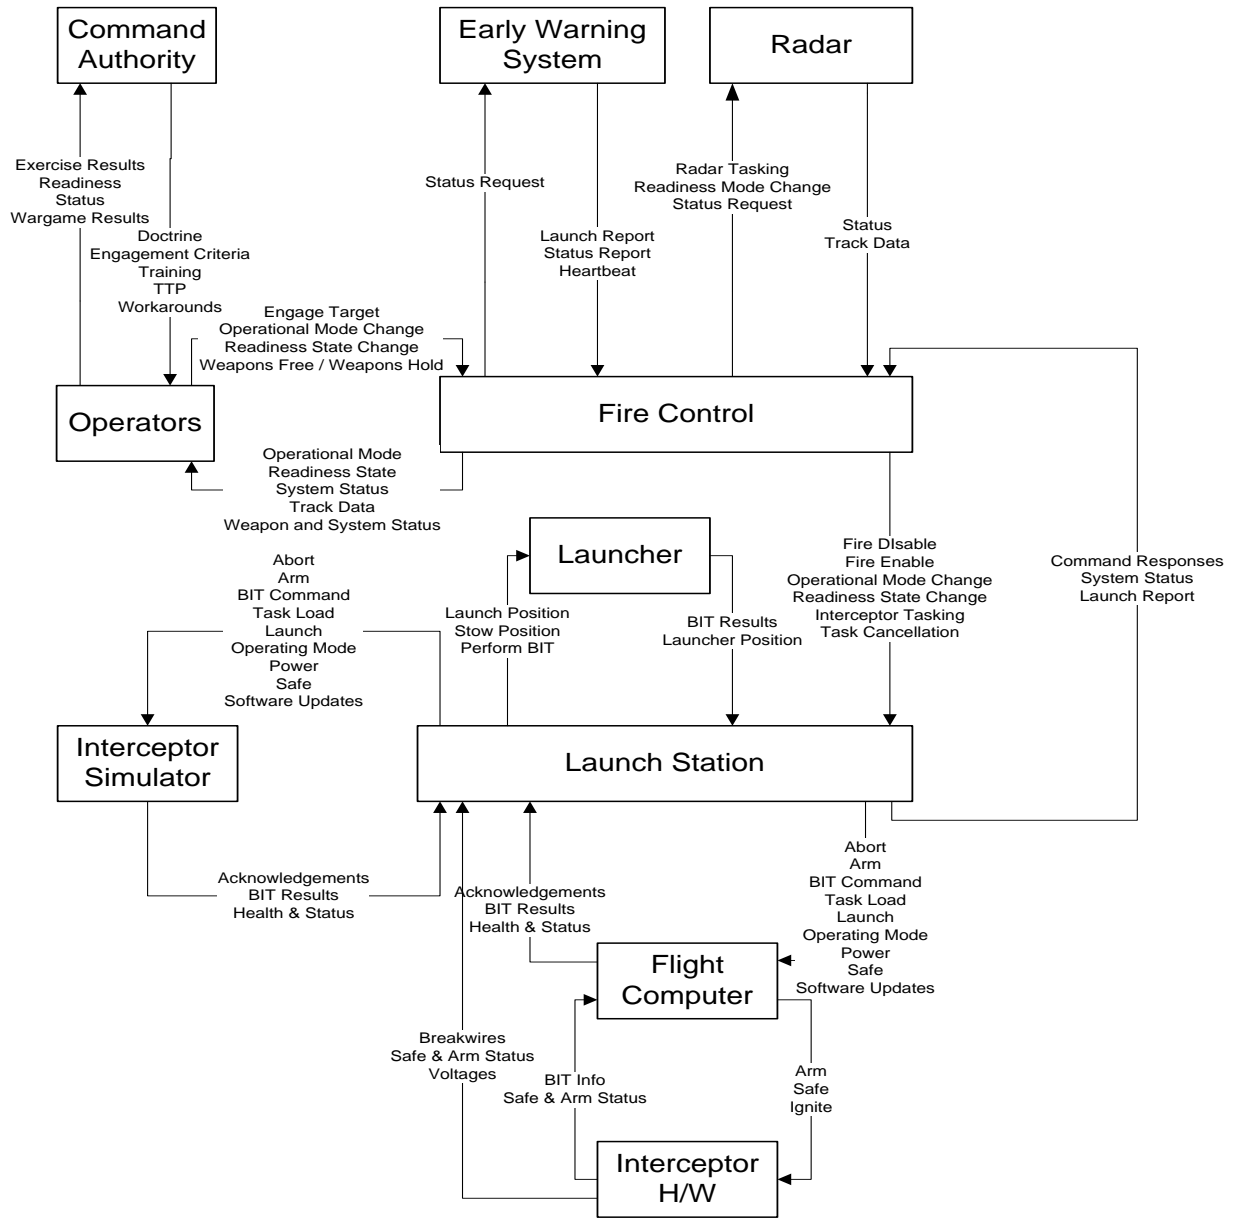 Command
Authority
Early Warning
System
Radar
Exercise Results
Readiness
Status
Wargame Results
Doctrine
Engagement Criteria
Training
TTP
Workarounds
Status Request
Launch Report
Status Report
Heartbeat
Radar Tasking
Readiness Mode Change
Status Request
Status
Track Data
Engage Target
Operational Mode Change
Readiness State Change
Weapons Free / Weapons Hold
Operators
Fire Control
Operational Mode
Readiness State
System Status
Track Data
Weapon and System Status
Launcher
Fire DIsable
Fire Enable
Operational Mode Change
Readiness State Change
Interceptor Tasking
Task Cancellation
Command Responses
System Status
Launch Report
Abort
Arm
BIT Command
Task Load
Launch
Operating Mode
Power
Safe
Software Updates
Launch Position
Stow Position
Perform BIT
BIT Results
Launcher Position
Interceptor
Simulator
Launch Station
Acknowledgements
BIT Results
Health & Status
Acknowledgements
BIT Results
Health & Status
Abort
Arm
BIT Command
Task Load
Launch
Operating Mode
Power
Safe
Software Updates
Flight
Computer
Breakwires
Safe & Arm Status
Voltages
BIT Info
Safe & Arm Status
Arm
Safe
Ignite
Interceptor
H/W